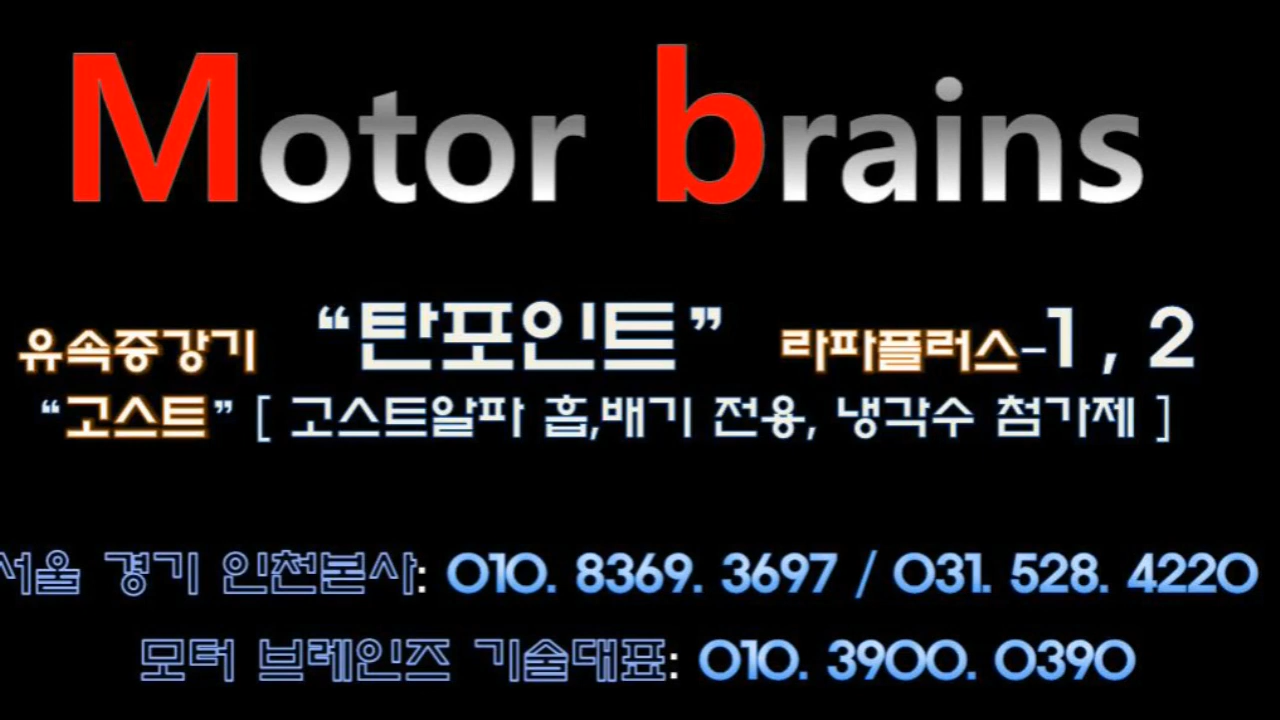 Motor brains
유속증강기 “탄포인트” 라파플러스-1 , 2
“고스트” [ 고스트알파 흡,배기 전용, 냉각수 첨가제 ]
서울 경기 인천본사: 010. 8369. 3697 / 031. 528. 4220
모터 브레인즈 기술대표: 010. 3900. 0390